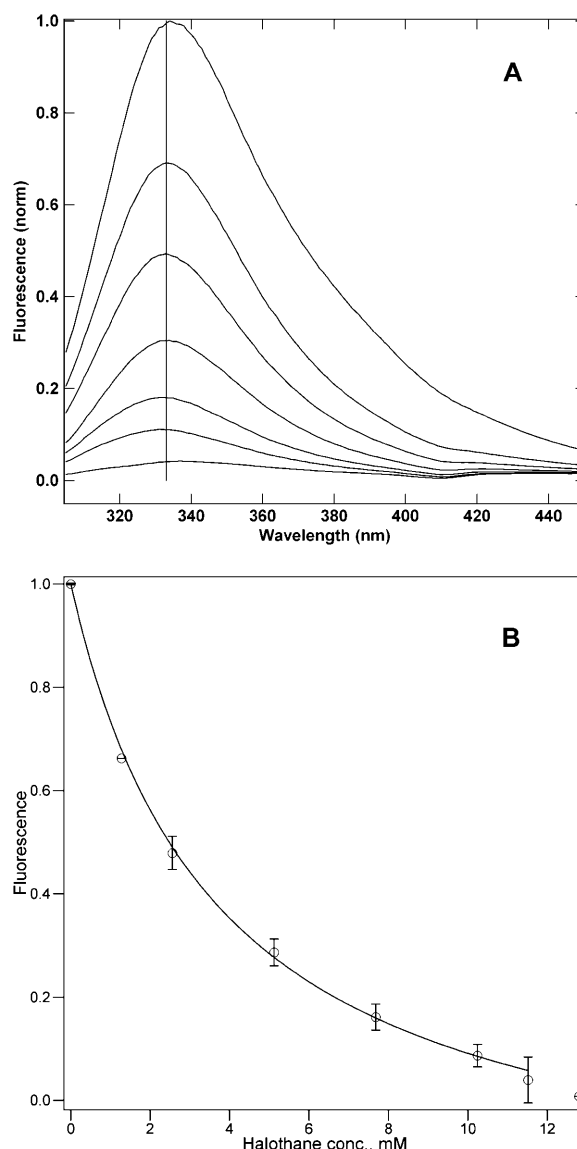 A
1.0
0.8
0.6
0.4
0.2
0.0
Fluorescence (norm)
320 340 360 380 400 420 440
Wavelength (nm)
B
1.0
0.8
0.6
0.4
0.2
0.0
Fluorescence
0 2 4 6 8 10 12
Halothane conc., mM